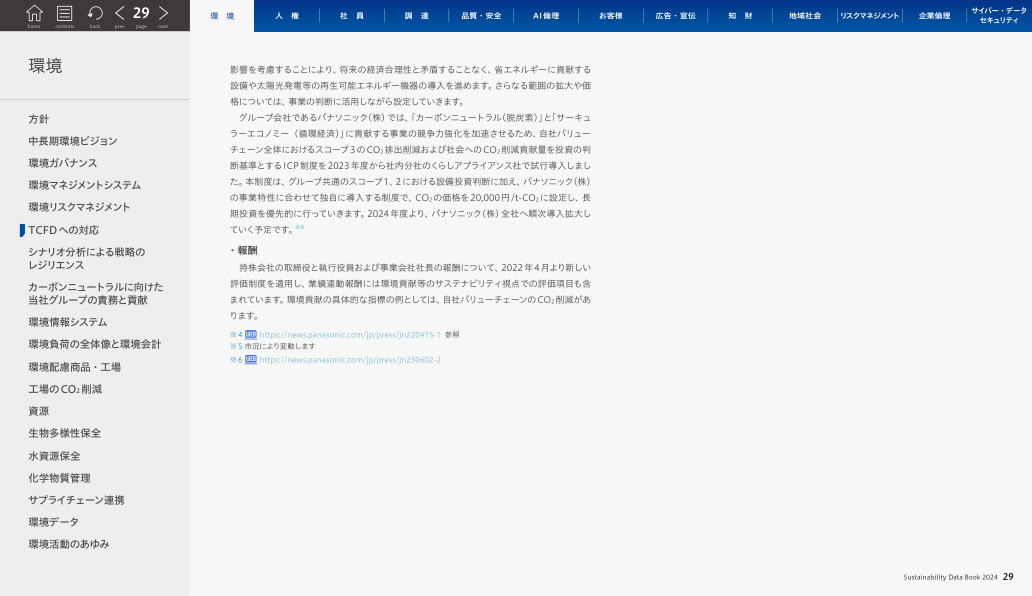 home
contents
back
prev
29
page
next
環 境
人 権
社 員
調 達
品質・安全
AI倫理
お客様
広告・宣伝
知 財
地域社会
リスクマネジメント
企業倫理
サイバー・データ
セキュリティ
環境
方針
中長期環境ビジョン
環境ガバナンス
環境マネジメントシステム
環境リスクマネジメント
TCFDへの対応
シナリオ分析による戦略の
レジリエンス
カーボンニュートラルに向けた
当社グループの責務と貢献
環境情報システム
環境負荷の全体像と環境会計
環境配慮商品・工場
工場のCO₂削減
資源
生物多様性保全
水資源保全
化学物質管理
サプライチェーン連携
環境データ
環境活動のあゆみ
影響を考慮することにより、将来の経済合理性と矛盾することなく、省エネルギーに貢献する
設備や太陽光発電等の再生可能エネルギー機器の導入を進めます。さらなる範囲の拡大や価
格については、事業の判断に活用しながら設定していきます。
グループ会社であるパナソニック(株)では、「カーボンニュートラル(脱炭素)」と「サーキュ
ラーエコノミー（循環経済）」に貢献する事業の競争力強化を加速させるため、自社バリュー
チェーン全体におけるスコープ3のCO₂排出削減および社会へのCO₂削減貢献量を投資の判
断基準とするICP制度を2023年度から社内分社のくらしアプライアンス社で試行導入しまし
た。本制度は、グループ共通のスコープ1、2における設備投資判断に加え、パナソニック(株)
の事業特性に合わせて独自に導入する制度で、CO₂の価格を20,000円/t-CO₂に設定し、長
期投資を優先的に行っていきます。2024年度より、パナソニック(株)全社へ順次導入拡大し
ていく予定です。※6
・報酬
持株会社の取締役と執行役員および事業会社社長の報酬について、2022年4月より新しい
評価制度を適用し、業績連動報酬には環境貢献等のサステナビリティ視点での評価項目も含
まれています。環境貢献の具体的な指標の例としては、自社バリューチェーンのCO₂削減があ
ります。
※4 WEB https://news.panasonic.com/jp/press/jn220415-1 参照
※5 市況により変動します
※6 WEB https://news.panasonic.com/jp/press/jn230602-2
Sustainability Data Book 2024 29